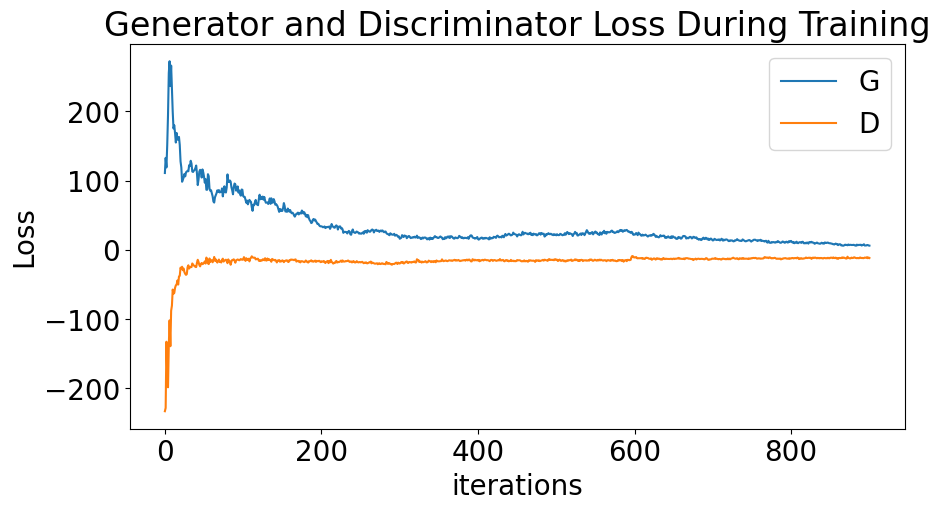 Generator and Discriminator Loss During Training
G
D
Loss
200
100
0
−100
−200
0 200 400 600 800
iterations